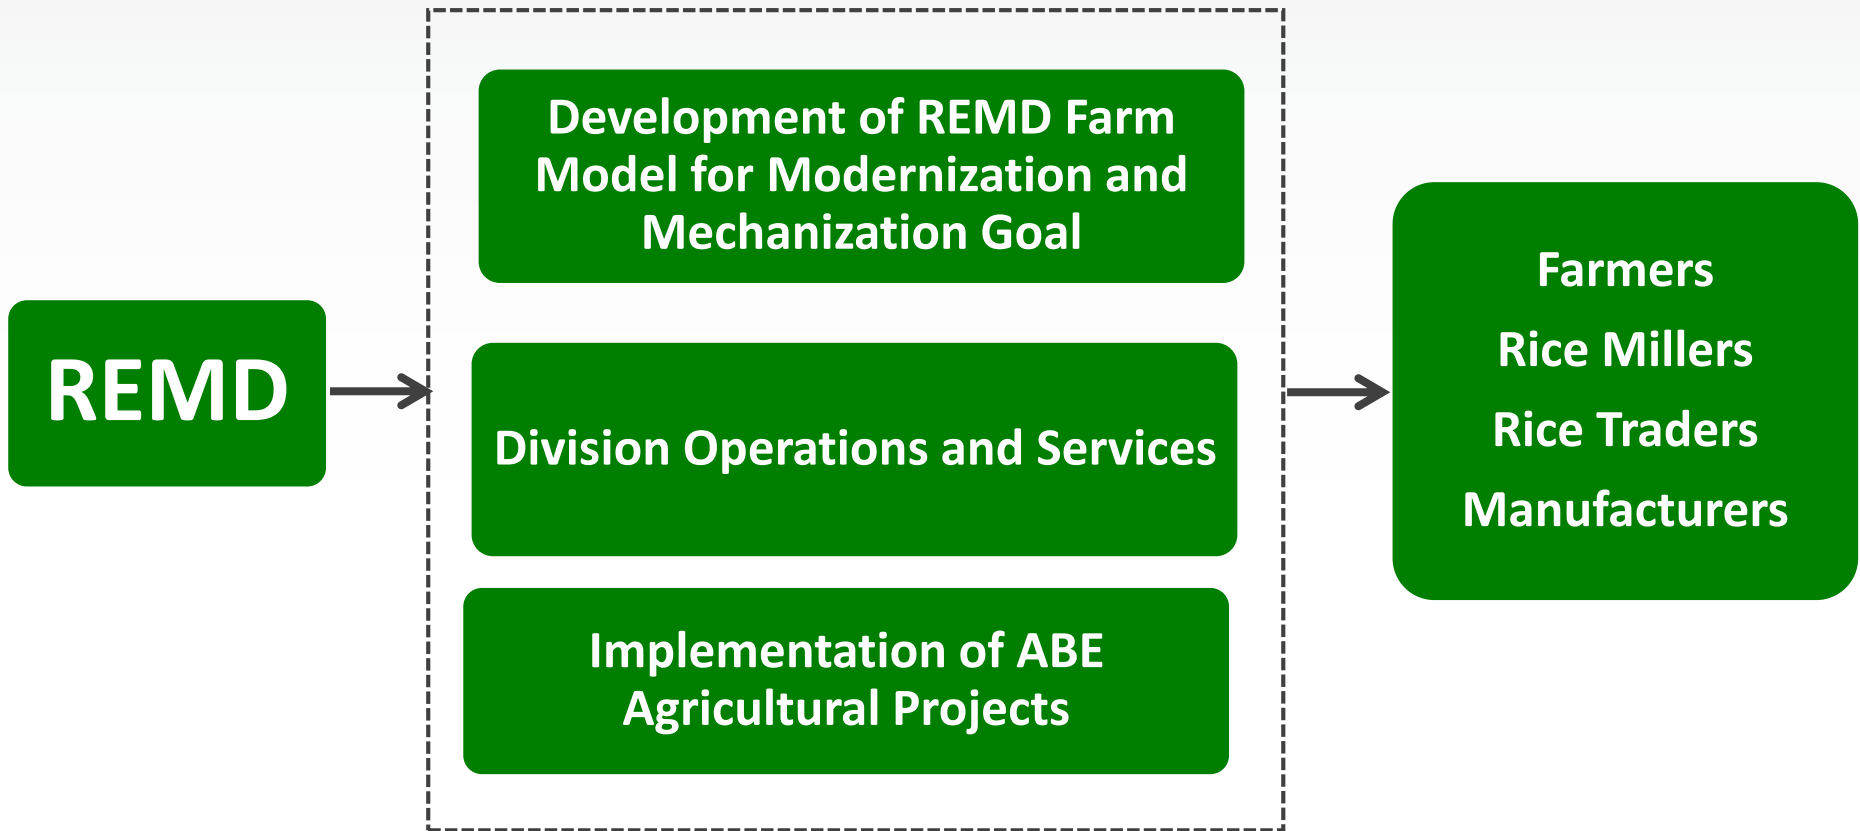 REMD
Development of REMD Farm
Model for Modernization and
Mechanization Goal
Division Operations and Services
Implementation of ABE
Agricultural Projects
Farmers
Rice Millers
Rice Traders
Manufacturers